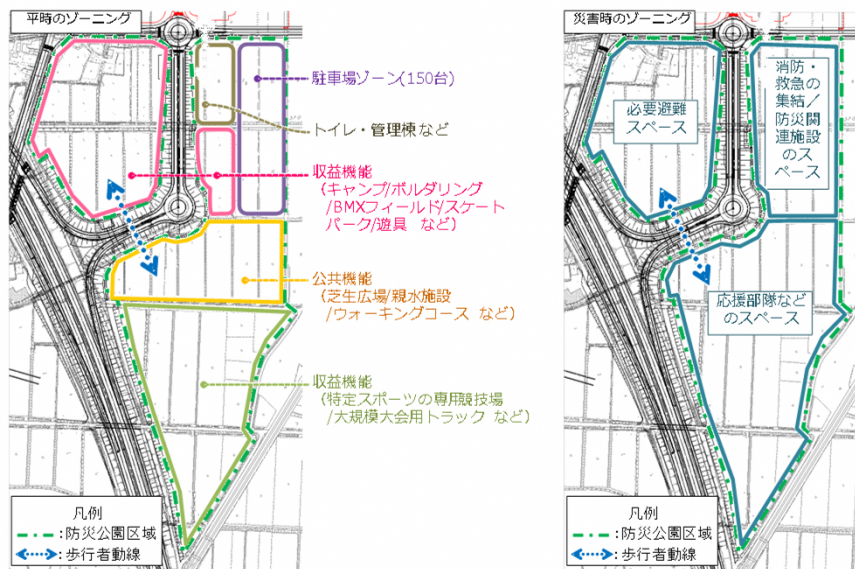 平時のゾーニング
駐車場ゾーン(150台)
トイレ・管理棟など
収益機能
(キャンプ/ボルダリング
/BMXフィールド/スケート
パーク/遊具 など)
公共機能
(芝生広場/親水施設
/ウォーキングコース など)
収益機能
(特定スポーツの専用競技場
/大規模大会用トラック など)
凡例
:防災公園区域
:歩行者動線
災害時のゾーニング
必要避難
スペース
消防・
救急の
集結/
防災関
連施設
のス
ペース
応援部隊など
のスペース
凡例
:防災公園区域
:歩行者動線